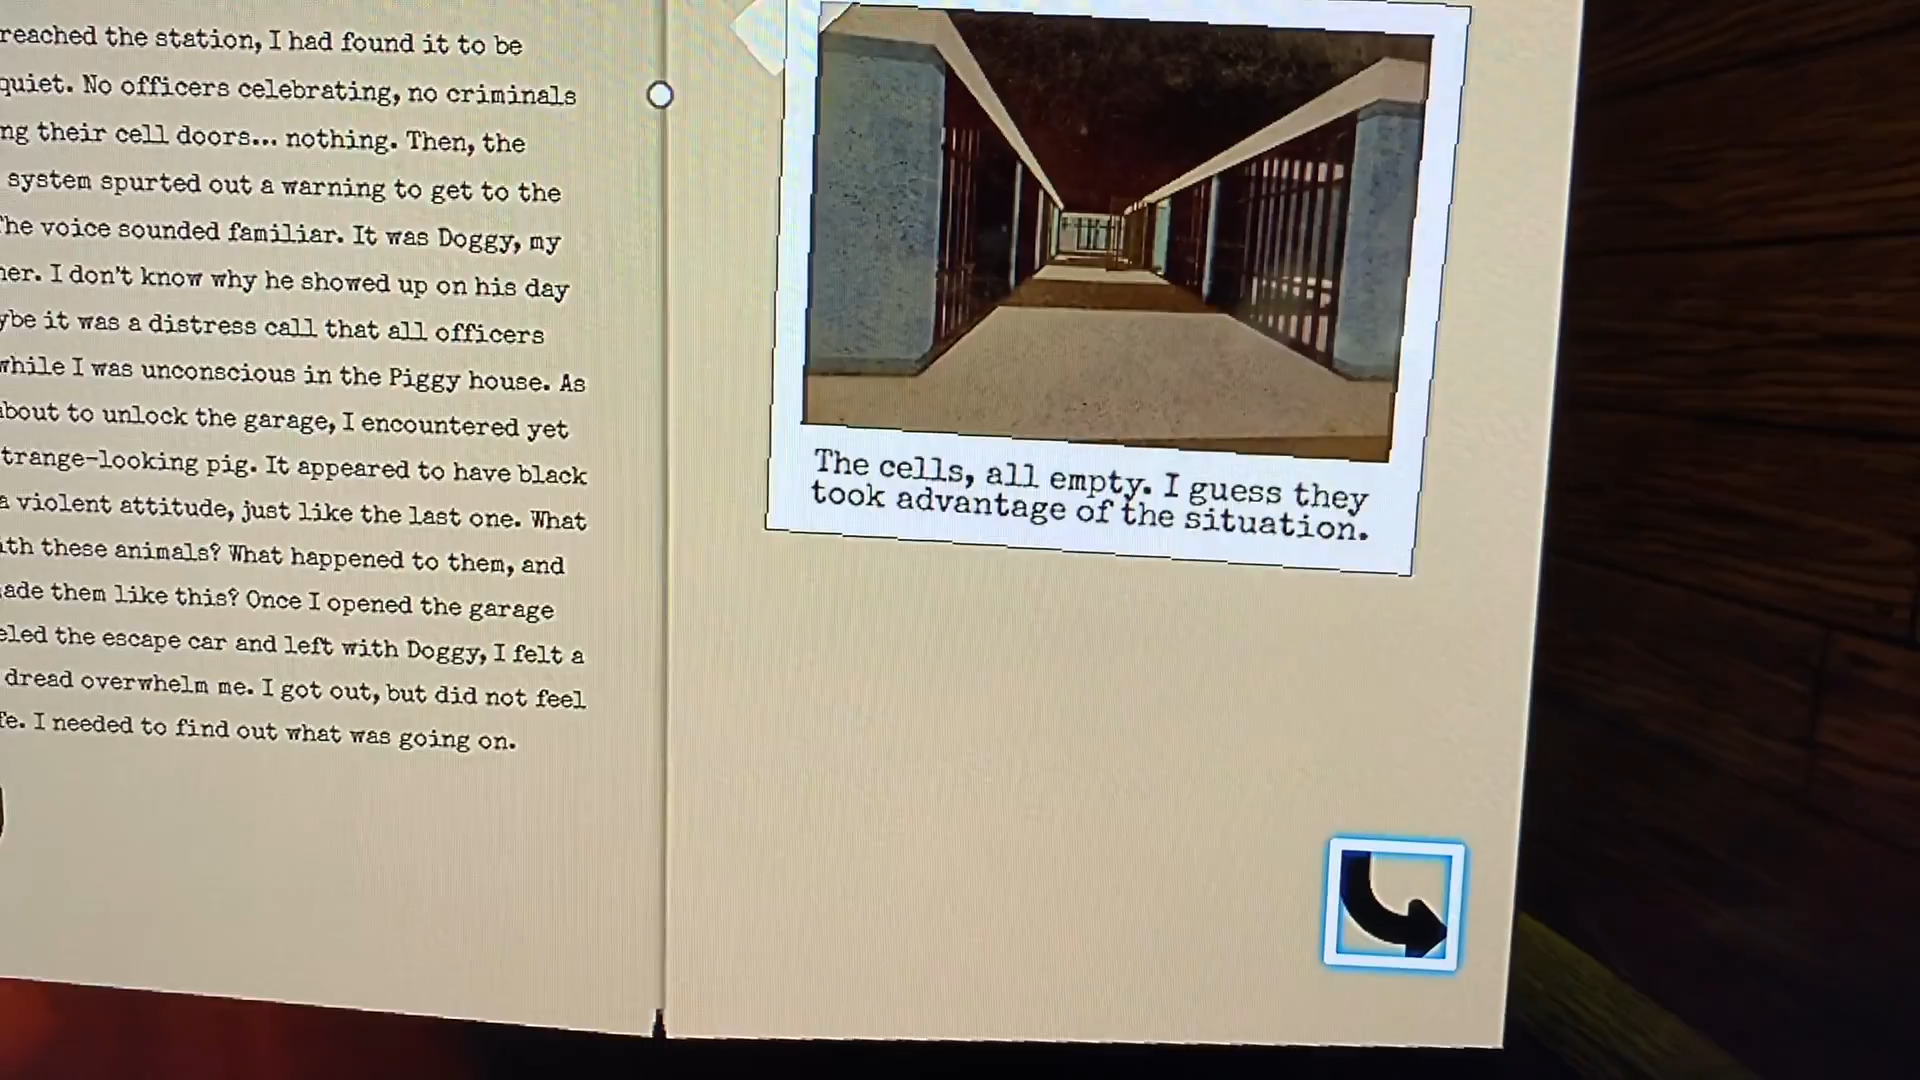 reached the station, I had found it to be
quiet. No officers celebrating, no criminals
ng their cell doors... nothing. Then, the
system spurted out a warning to get to the
The voice sounded familiar. It was Doggy, my
ner. I don't know why he showed up on his day
ybe it was a distress call that all officers
while I was unconscious in the Piggy house. As
about to unlock the garage, I encountered yet
trange-looking pig. It appeared to have black
a violent attitude, just like the last one. What
ith these animals? What happened to them, and
ade them like this? Once I opened the garage
eled the escape car and left with Doggy, I felt a
dread overwhelm me. I got out, but did not feel
fe. I needed to find out what was going on.
The cells, all empty. I guess they
took advantage of the situation.